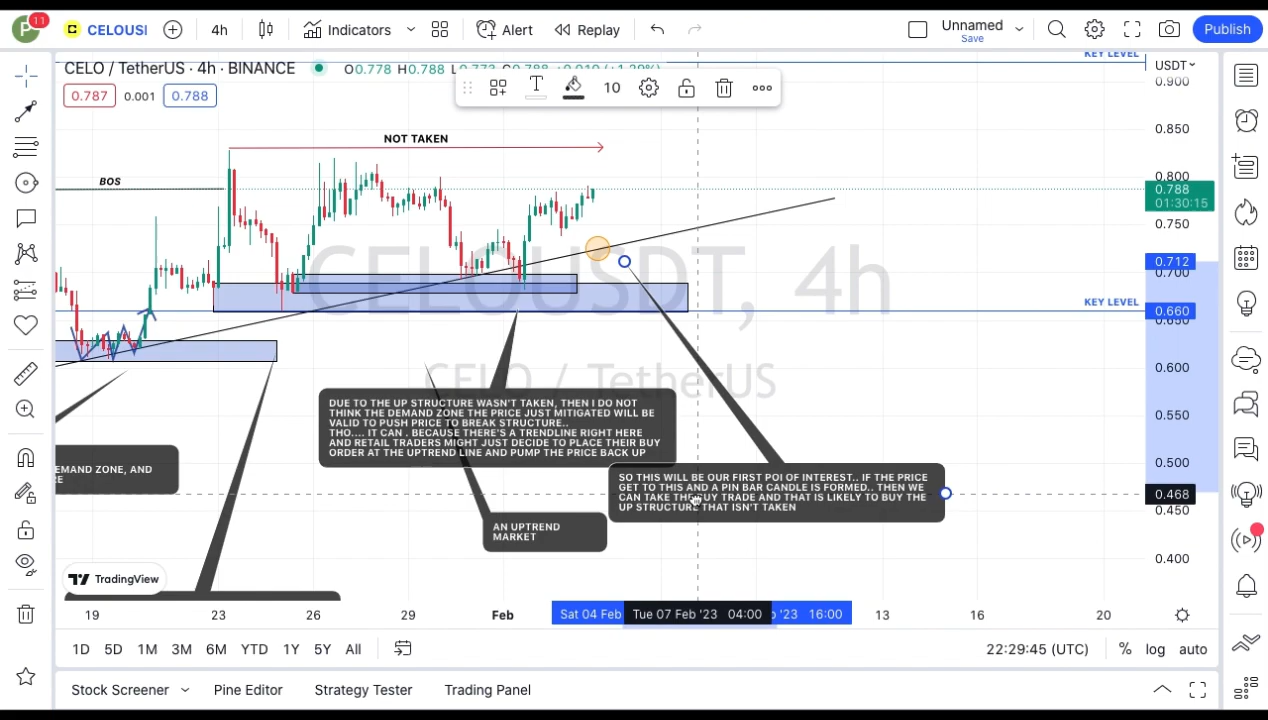 P
11
C CELOUSI
4h
Indicators
Alert
Replay
Unnamed
Save
Publish
CELO / TetherUS · 4h · BINANCE
O0.778 H0.788
0.787
0.001
0.788
T
10
KEY LEVEL
USDT
0.900
0.850
0.800
0.788
01:30:15
0.750
0.712
0.700
KEY LEVEL
0.660
0.650
0.600
0.550
0.500
0.468
0.450
0.400
NOT TAKEN
BOS
CELOUSDT, 4h
CELO / TetherUS
DUE TO THE UP STRUCTURE WASN'T TAKEN, THEN I DO NOT
THINK THE DEMAND ZONE THE PRICE JUST MITIGATED WILL BE
VALID TO PUSH PRICE TO BREAK STRUCTURE..
THO.... IT CAN . BECAUSE THERE'S A TRENDLINE RIGHT HERE
AND RETAIL TRADERS MIGHT JUST DECIDE TO PLACE THEIR BUY
ORDER AT THE UPTREND LINE AND PUMP THE PRICE BACK UP
EMAND ZONE, AND
RE
SO THIS WILL BE OUR FIRST POI OF INTEREST.. IF THE PRICE
GET TO THIS AND A PIN BAR CANDLE IS FORMED.. THEN WE
CAN TAKE THE BUY TRADE AND THAT IS LIKELY TO BUY THE
UP STRUCTURE THAT ISN'T TAKEN
AN UPTREND
MARKET
TradingView
19
23
26
29
Feb
Sat 04 Feb
Tue 07 Feb '23 04:00
'23 16:00
13
16
20
1D 5D 1M 3M 6M YTD 1Y 5Y All
22:29:45 (UTC)
% log auto
Stock Screener
Pine Editor
Strategy Tester
Trading Panel